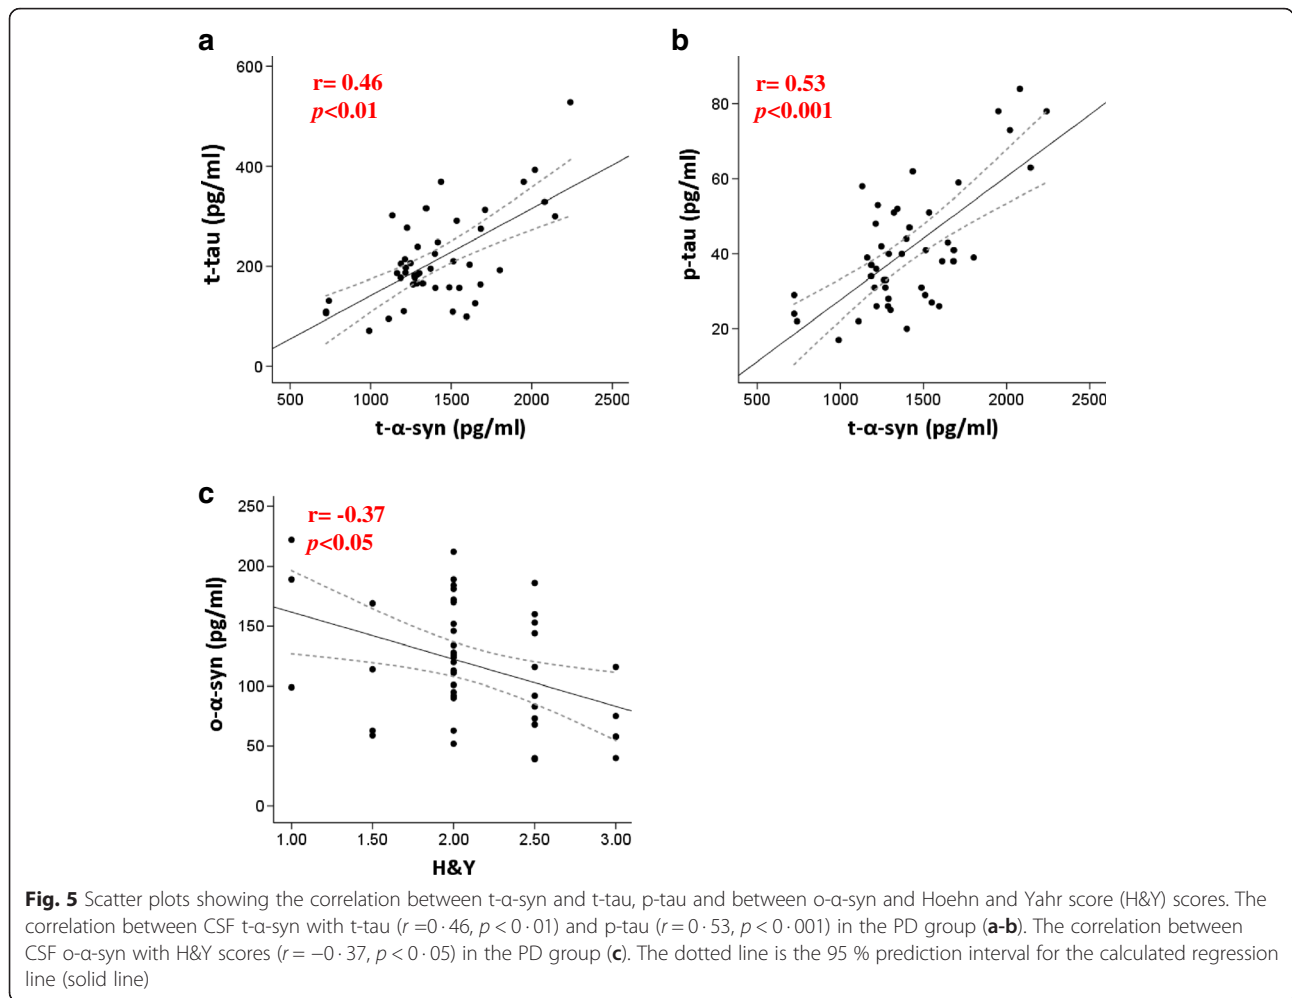 a
r= 0.46
p<0.01
600
400
200
0
t-tau (pg/ml)
500 1000 1500 2000 2500
t-α-syn (pg/ml)
b
r= 0.53
p<0.001
80
60
40
20
p-tau (pg/ml)
500 1000 1500 2000 2500
t-α-syn (pg/ml)
c
r= -0.37
p<0.05
250
200
150
100
50
0
o-α-syn (pg/ml)
1.00 1.50 2.00 2.50 3.00
H&Y
Fig. 5 Scatter plots showing the correlation between t-α-syn and t-tau, p-tau and between o-α-syn and Hoehn and Yahr score (H&Y) scores. The
correlation between CSF t-α-syn with t-tau (r =0·46, p < 0·01) and p-tau (r = 0·53, p < 0·001) in the PD group (a-b). The correlation between
CSF o-α-syn with H&Y scores (r = −0·37, p < 0·05) in the PD group (c). The dotted line is the 95 % prediction interval for the calculated regression
line (solid line)